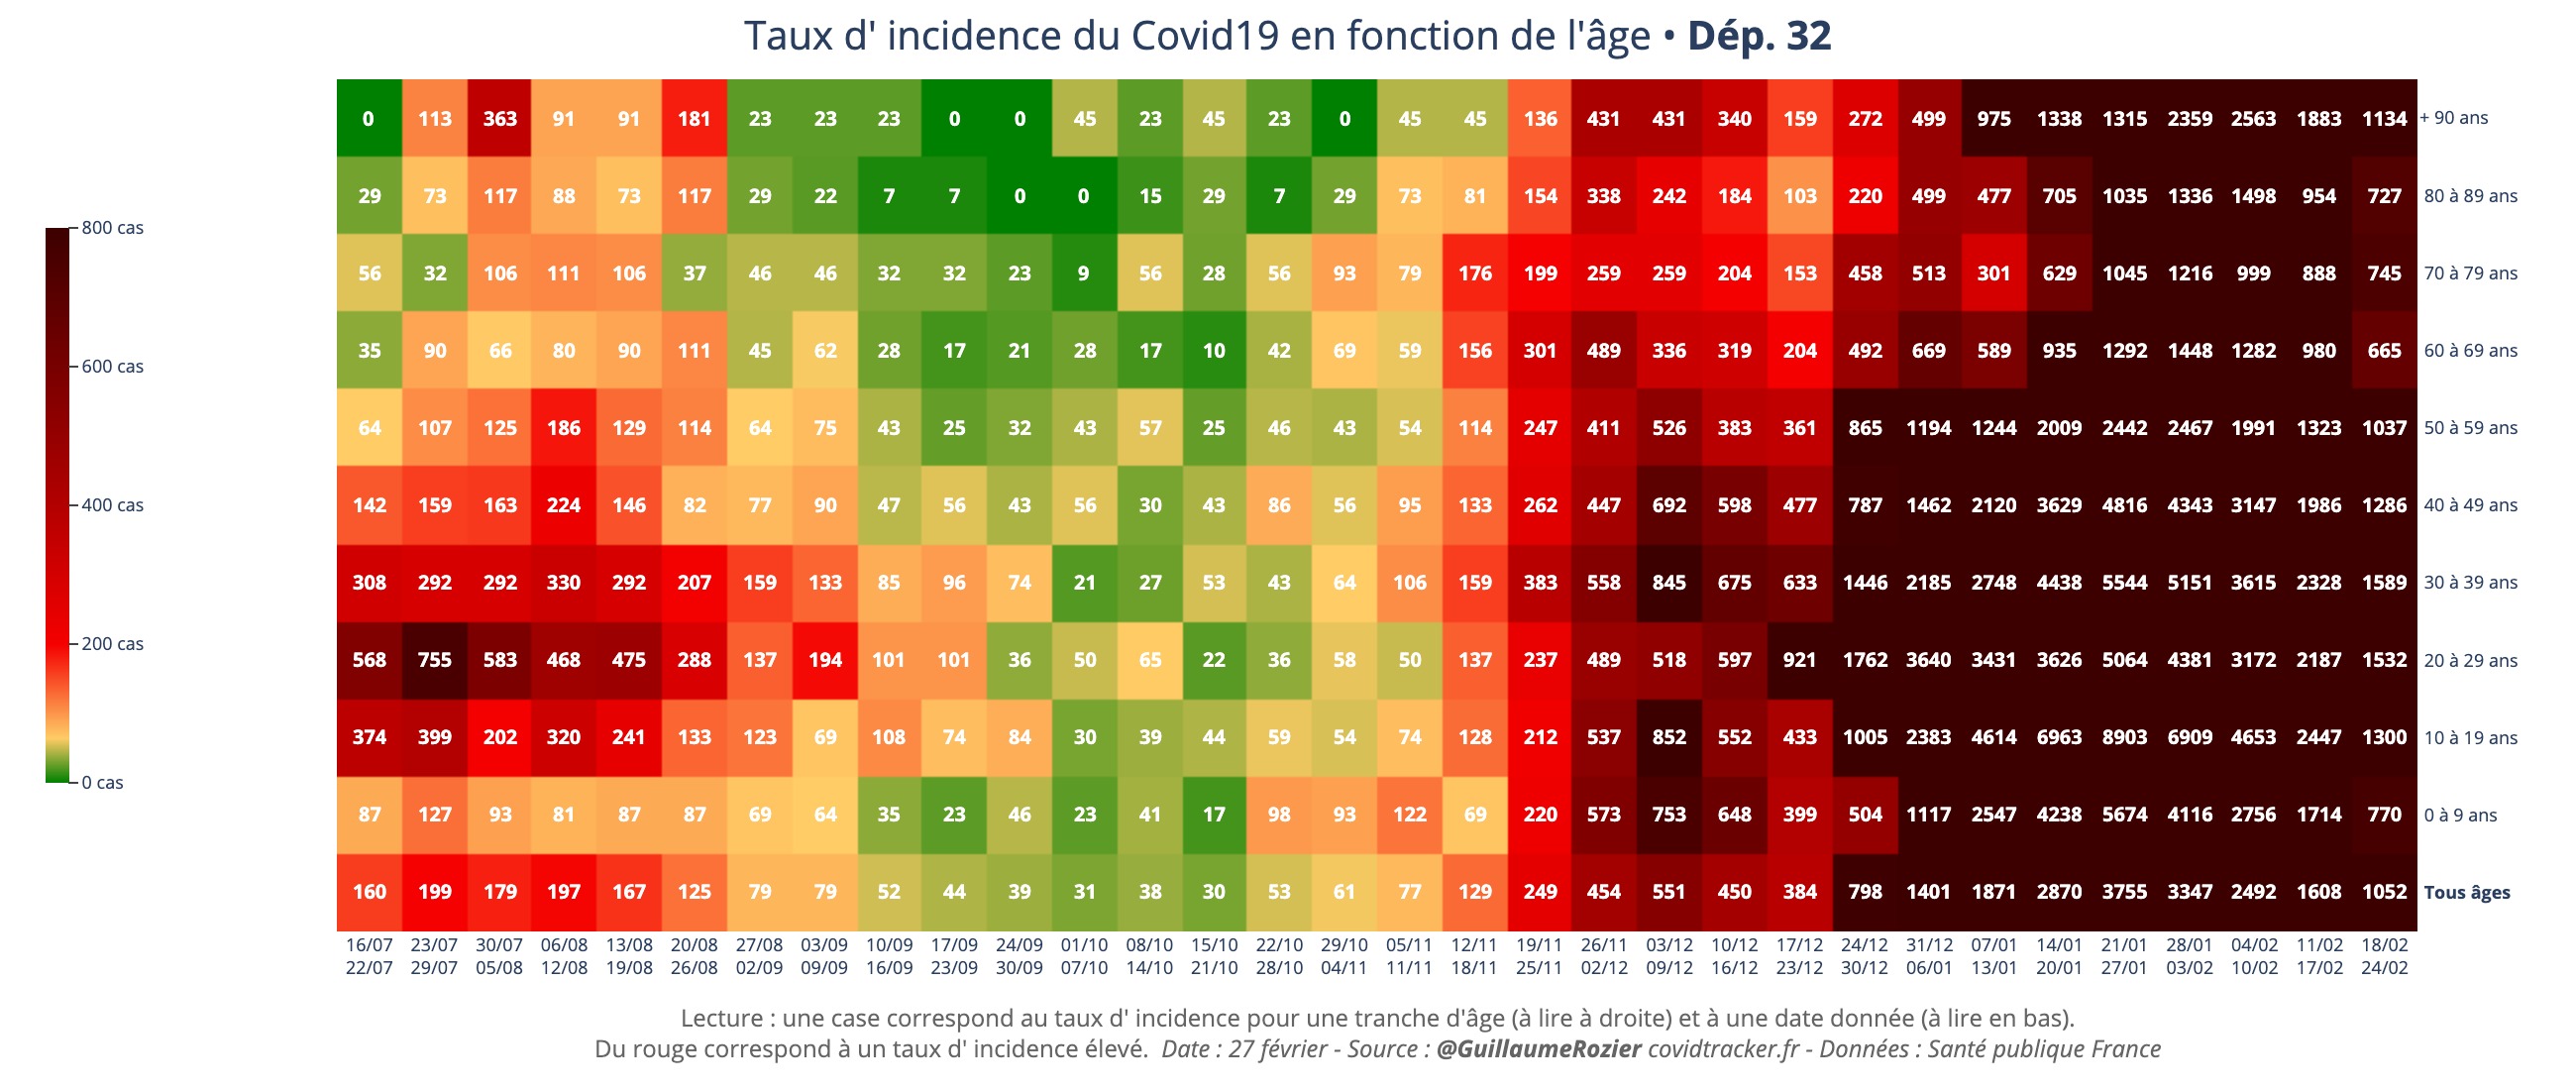 Taux d' incidence du Covid19 en fonction de l'âge • Dép. 32
0 113 363 91 91 181 23 23 23 0 0 45 23 45 23 0 45 45 136 431 431 340 159 272 499 975 1338 1315 2359 2563 1883 1134 + 90 ans
29 73 117 88 73 117 29 22 7 7 0 0 15 29 7 29 73 81 154 338 242 184 103 220 499 477 705 1035 1336 1498 954 727 80 à 89 ans
56 32 106 111 106 37 46 46 32 32 23 9 56 28 56 93 79 176 199 259 259 204 153 458 513 301 629 1045 1216 999 888 745 70 à 79 ans
35 90 66 80 90 111 45 62 28 17 21 28 17 10 42 69 59 156 301 489 336 319 204 492 669 589 935 1292 1448 1282 980 665 60 à 69 ans
64 107 125 186 129 114 64 75 43 25 32 43 57 25 46 43 54 114 247 411 526 383 361 865 1194 1244 2009 2442 2467 1991 1323 1037 50 à 59 ans
142 159 163 224 146 82 77 90 47 56 43 56 30 43 86 56 95 133 262 447 692 598 477 787 1462 2120 3629 4816 4343 3147 1986 1286 40 à 49 ans
308 292 292 330 292 207 159 133 85 96 74 21 27 53 43 64 106 159 383 558 845 675 633 1446 2185 2748 4438 5544 5151 3615 2328 1589 30 à 39 ans
568 755 583 468 475 288 137 194 101 101 36 50 65 22 36 58 50 137 237 489 518 597 921 1762 3640 3431 3626 5064 4381 3172 2187 1532 20 à 29 ans
374 399 202 320 241 133 123 69 108 74 84 30 39 44 59 54 74 128 212 537 852 552 433 1005 2383 4614 6963 8903 6909 4653 2447 1300 10 à 19 ans
87 127 93 81 87 87 69 64 35 23 46 23 41 17 98 93 122 69 220 573 753 648 399 504 1117 2547 4238 5674 4116 2756 1714 770 0 à 9 ans
160 199 179 197 167 125 79 79 52 44 39 31 38 30 53 61 77 129 249 454 551 450 384 798 1401 1871 2870 3755 3347 2492 1608 1052 Tous âges
16/07 23/07 30/07 06/08 13/08 20/08 27/08 03/09 10/09 17/09 24/09 01/10 08/10 15/10 22/10 29/10 05/11 12/11 19/11 26/11 03/12 10/12 17/12 24/12 31/12 07/01 14/01 21/01 28/01 04/02 11/02 18/02
22/07 29/07 05/08 12/08 19/08 26/08 02/09 09/09 16/09 23/09 30/09 07/10 14/10 21/10 28/10 04/11 11/11 18/11 25/11 02/12 09/12 16/12 23/12 30/12 06/01 13/01 20/01 27/01 03/02 10/02 17/02 24/02
800 cas
600 cas
400 cas
200 cas
0 cas
Lecture : une case correspond au taux d' incidence pour une tranche d'âge (à lire à droite) et à une date donnée (à lire en bas).
Du rouge correspond à un taux d' incidence élevé. Date : 27 février - Source : @GuillaumeRozier covidtracker.fr - Données : Santé publique France